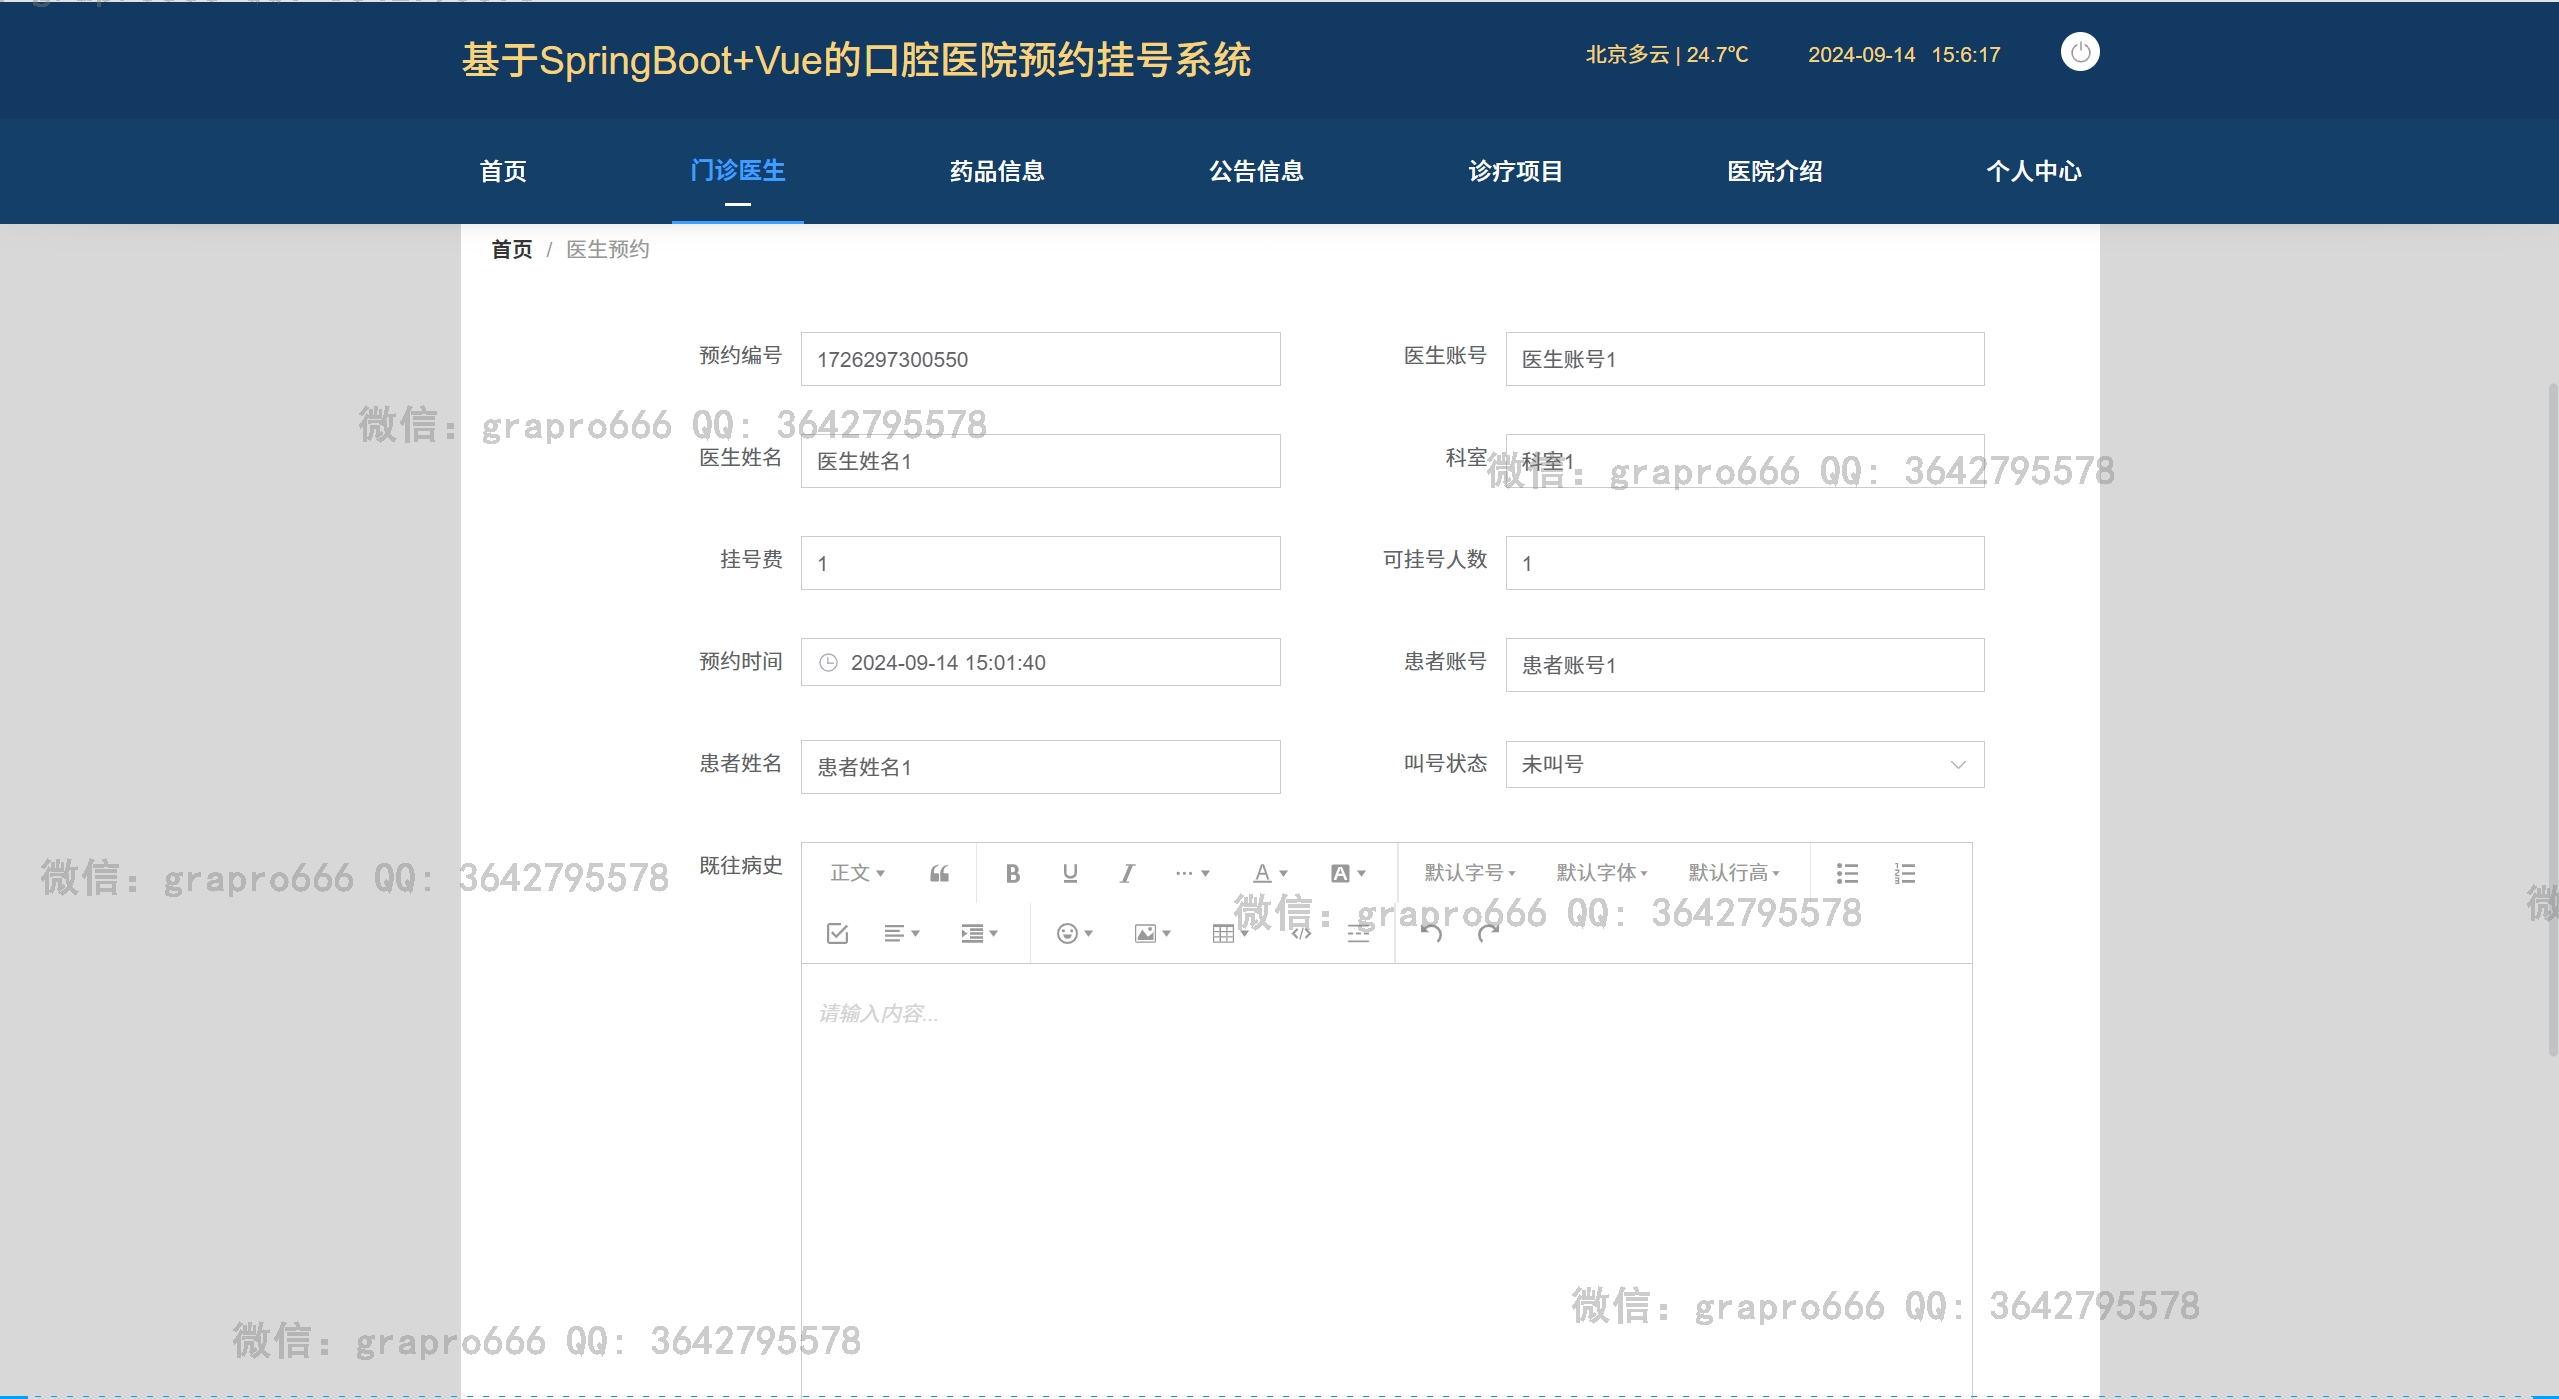 基于SpringBoot+Vue的口腔医院预约挂号系统
北京多云 | 24.7℃ 2024-09-14 15:6:17
首页 门诊医生 药品信息 公告信息 诊疗项目 医院介绍 个人中心
首页 / 医生预约
预约编号 1726297300550 医生账号 医生账号1
微信: grapro666 QQ: 3642795578
医生姓名 医生姓名1 科室 科室1
微信: grapro666 QQ: 3642795578
挂号费 1 可挂号人数 1
预约时间 2024-09-14 15:01:40 患者账号 患者账号1
患者姓名 患者姓名1 叫号状态 未叫号
既往病史 正文 默认字号 默认字体 默认行高
微信: grapro666 QQ: 3642795578
微信: grapro666 QQ: 3642795578
微
请输入内容...
微信: grapro666 QQ: 3642795578
微信: grapro666 QQ: 3642795578